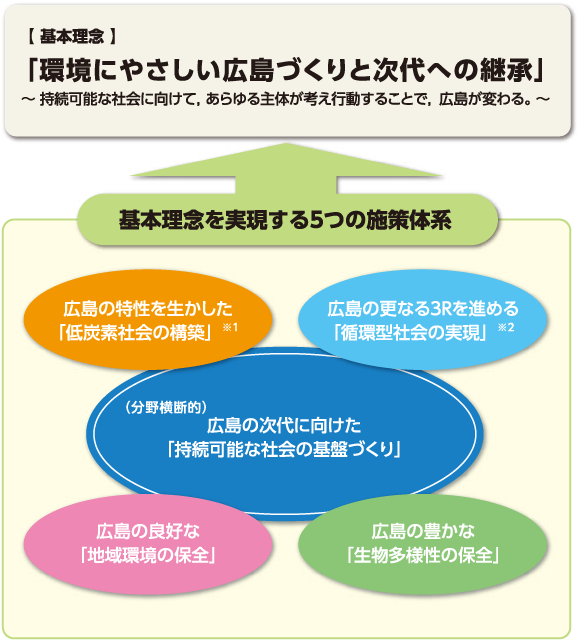 【 基本理念 】
「環境にやさしい広島づくりと次代への継承」
～ 持続可能な社会に向けて, あらゆる主体が考え行動することで, 広島が変わる。 ～
基本理念を実現する5つの施策体系
広島の特性を生かした
「低炭素社会の構築」 ※1
広島の更なる3Rを進める
「循環型社会の実現」 ※2
（分野横断的）
広島の次代に向けた
「持続可能な社会の基盤づくり」
広島の良好な
「地域環境の保全」
広島の豊かな
「生物多様性の保全」